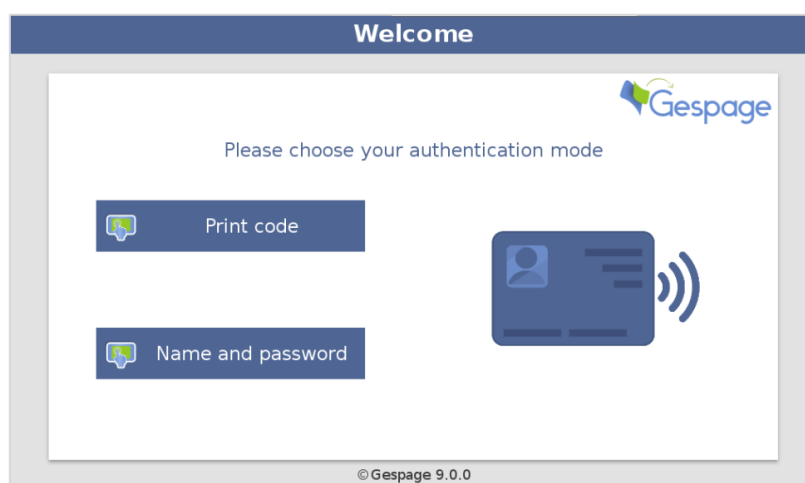 Welcome
Gespage
Please choose your authentication mode
Print code
Name and password
© Gespage 9.0.0